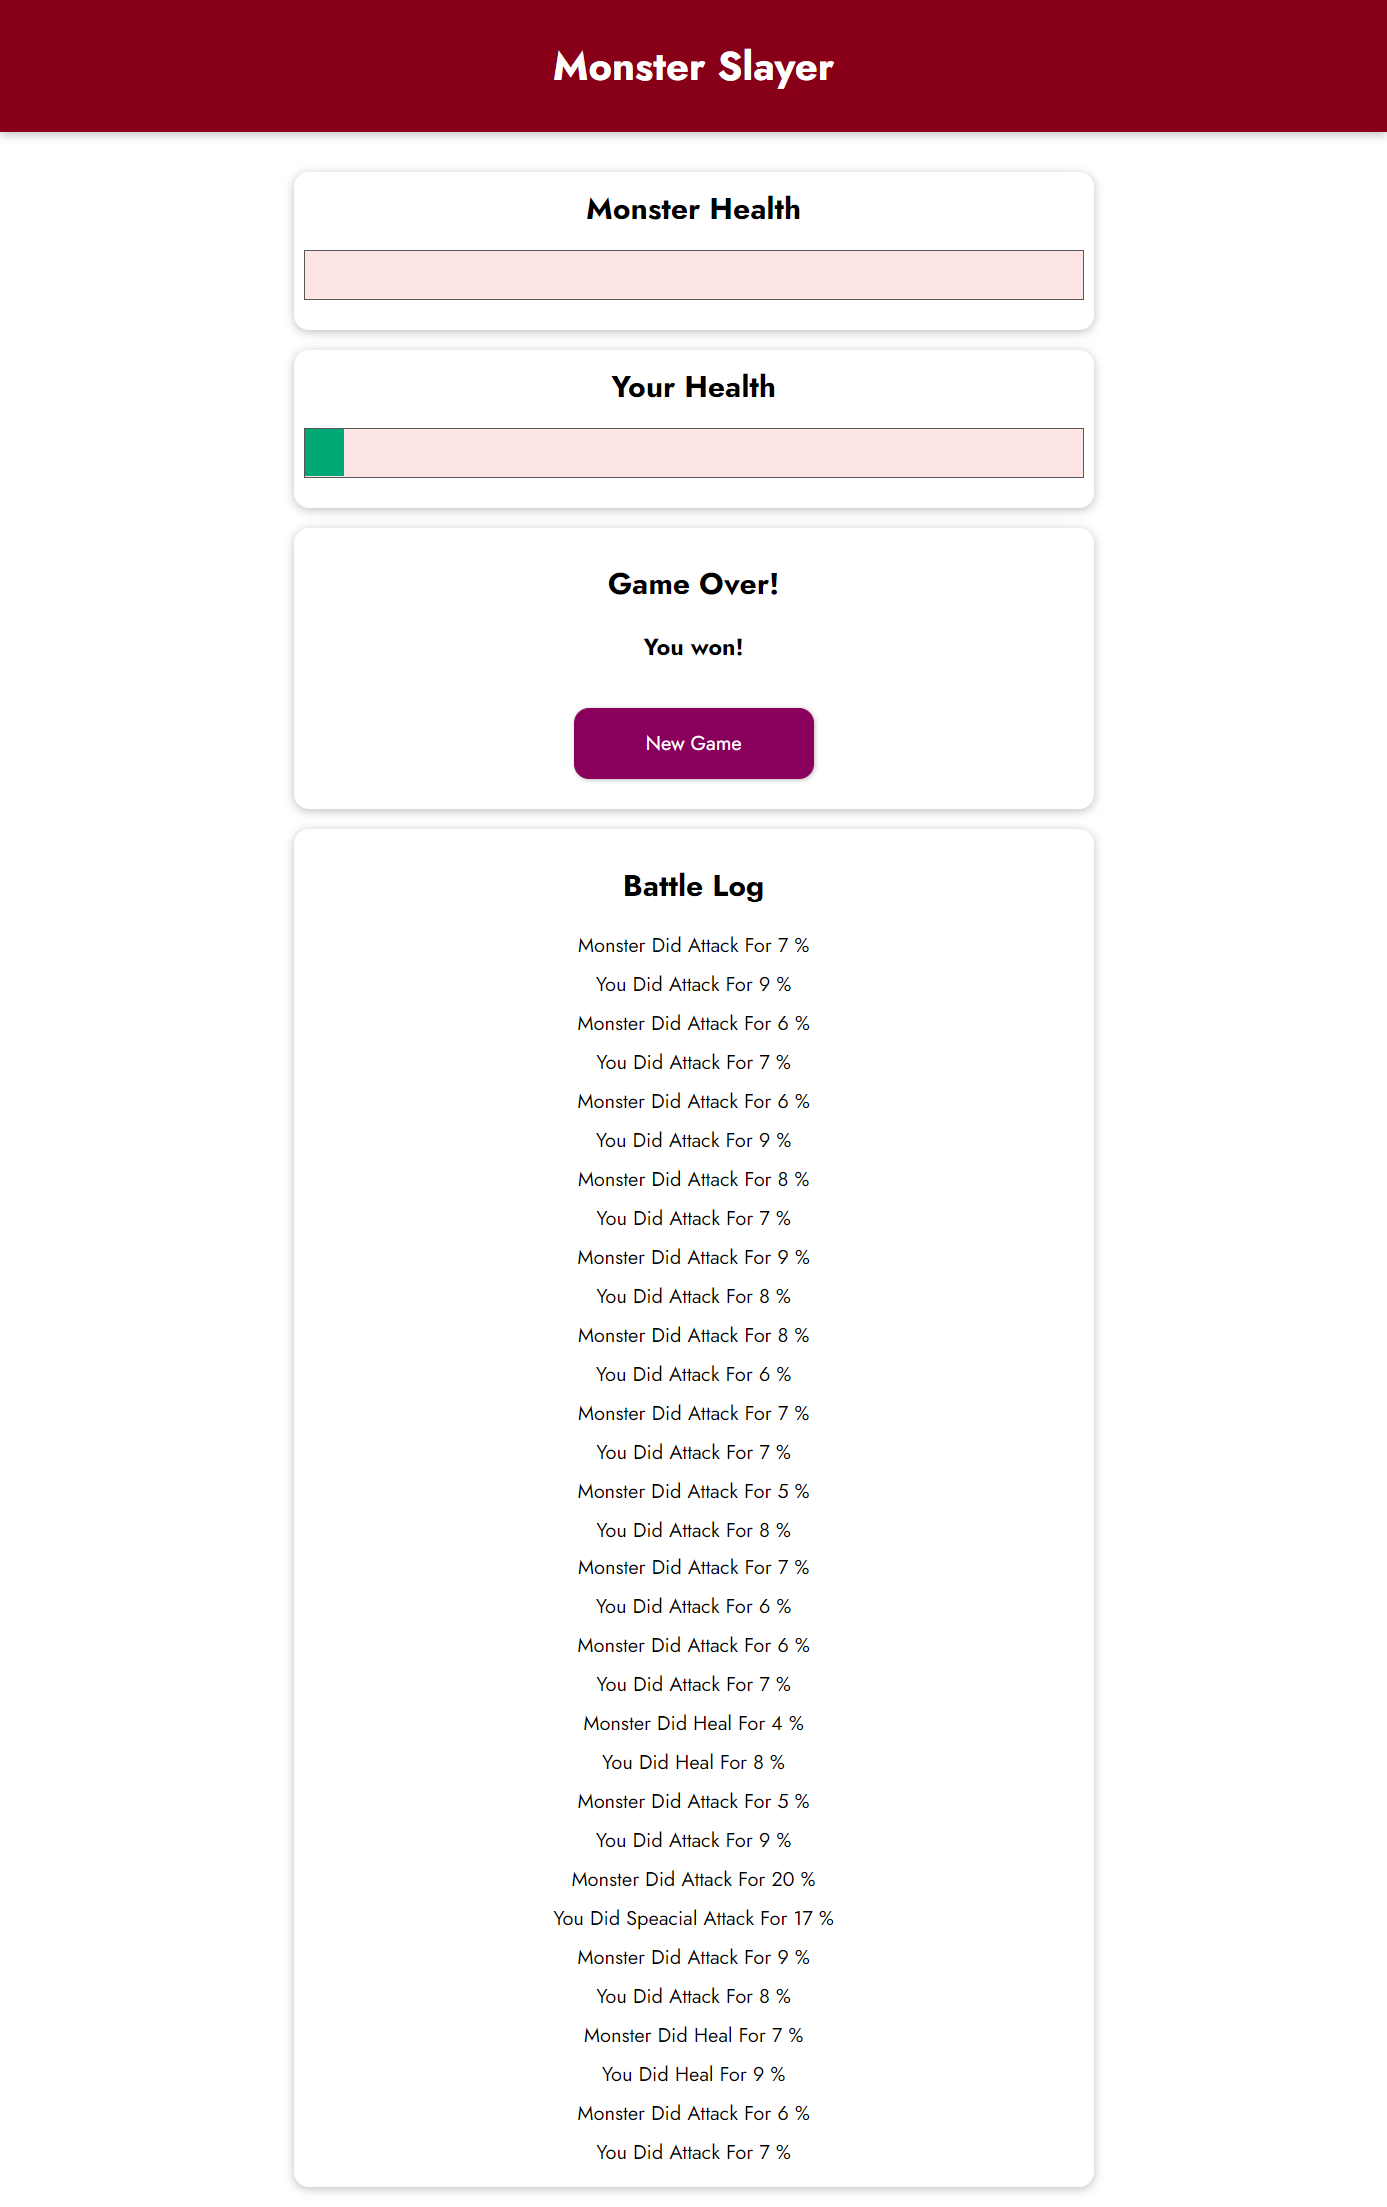 Monster Slayer
Monster Health
Your Health
Game Over!
You won!
New Game
Battle Log
Monster Did Attack For 7 %
You Did Attack For 9 %
Monster Did Attack For 6 %
You Did Attack For 7 %
Monster Did Attack For 6 %
You Did Attack For 9 %
Monster Did Attack For 8 %
You Did Attack For 7 %
Monster Did Attack For 9 %
You Did Attack For 8 %
Monster Did Attack For 8 %
You Did Attack For 6 %
Monster Did Attack For 7 %
You Did Attack For 7 %
Monster Did Attack For 5 %
You Did Attack For 8 %
Monster Did Attack For 7 %
You Did Attack For 6 %
Monster Did Attack For 6 %
You Did Attack For 7 %
Monster Did Heal For 4 %
You Did Heal For 8 %
Monster Did Attack For 5 %
You Did Attack For 9 %
Monster Did Attack For 20 %
You Did Speacial Attack For 17 %
Monster Did Attack For 9 %
You Did Attack For 8 %
Monster Did Heal For 7 %
You Did Heal For 9 %
Monster Did Attack For 6 %
You Did Attack For 7 %